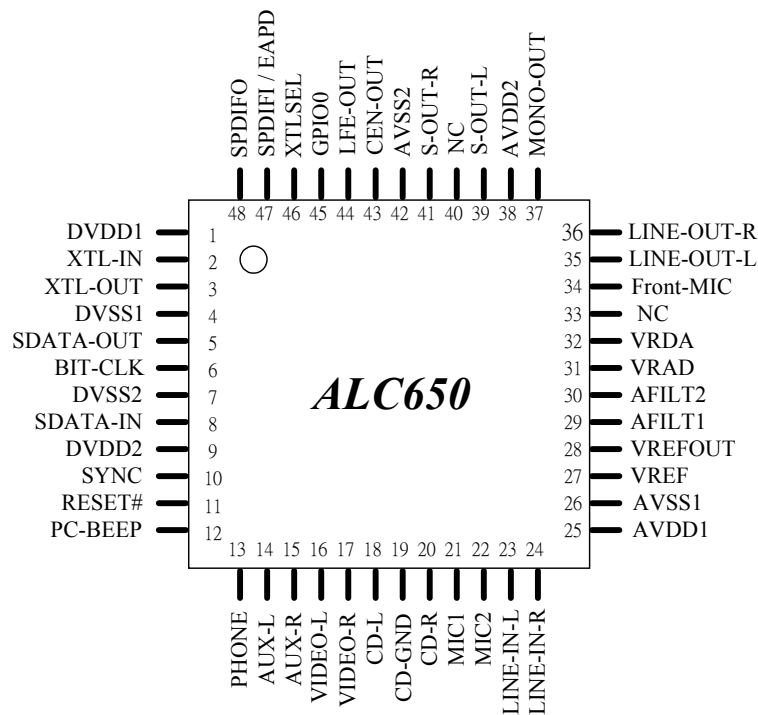 SPDIFO
SPDIFI / EAPD
XTLSEL
GPIO0
LFE-OUT
CEN-OUT
AVSS2
S-OUT-R
NC
S-OUT-L
AVDD2
MONO-OUT
48 47 46 45 44 43 42 41 40 39 38 37
DVDD1 1
XTL-IN 2
XTL-OUT 3
DVSS1 4
SDATA-OUT 5
BIT-CLK 6
DVSS2 7
SDATA-IN 8
DVDD2 9
SYNC 10
RESET# 11
PC-BEEP 12
ALC650
36 LINE-OUT-R
35 LINE-OUT-L
34 Front-MIC
33 NC
32 VRDA
31 VRAD
30 AFILT2
29 AFILT1
28 VREFOUT
27 VREF
26 AVSS1
25 AVDD1
13 14 15 16 17 18 19 20 21 22 23 24
PHONE
AUX-L
AUX-R
VIDEO-L
VIDEO-R
CD-L
CD-GND
CD-R
MIC1
MIC2
LINE-IN-L
LINE-IN-R